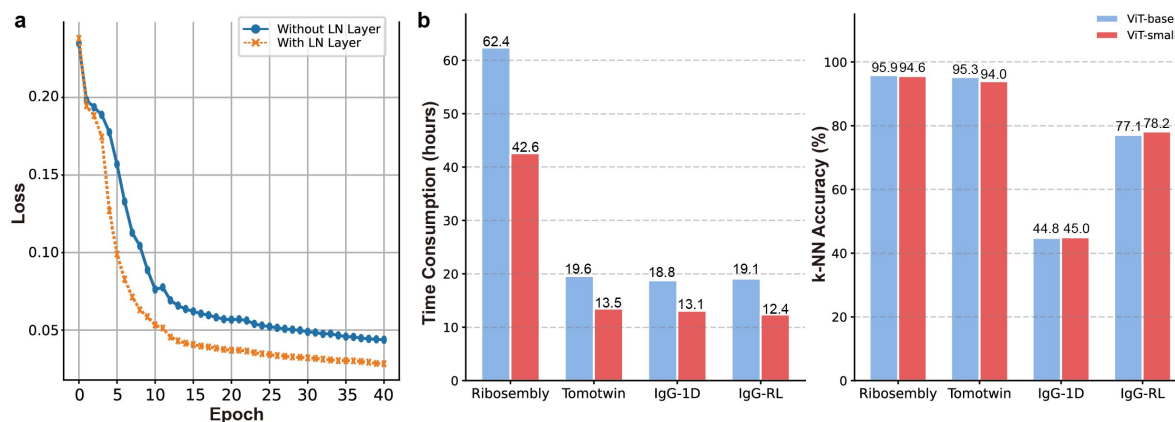 a
Without LN Layer
With LN Layer
0.20
0.15
0.10
0.05
Loss
0 5 10 15 20 25 30 35 40
Epoch
b
Time Consumption (hours)
60
50
40
30
20
10
0
62.4
42.6
19.6
13.5
18.8
13.1
19.1
12.4
Ribosembly Tomotwin IgG-1D IgG-RL
ViT-base
ViT-small
k-NN Accuracy (%)
100
80
60
40
20
0
95.9 94.6
95.3 94.0
44.8 45.0
77.1 78.2
Ribosembly Tomotwin IgG-1D IgG-RL